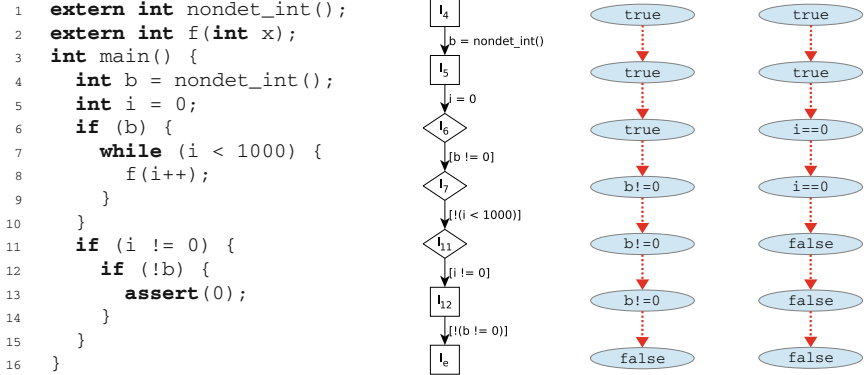 1 extern int nondet_int();
2 extern int f(int x);
3 int main() {
4 int b = nondet_int();
5 int i = 0;
6 if (b) {
7 while (i < 1000) {
8 f(i++);
9 }
10 }
11 if (i != 0) {
12 if (!b) {
13 assert(0);
14 }
15 }
16 }
l4
b = nondet_int()
l5
i = 0
l6
[b != 0]
l7
[!(i < 1000)]
l11
[i != 0]
l12
[!(b != 0)]
le
true
true
true
b!=0
b!=0
b!=0
false
true
true
i==0
i==0
false
false
false